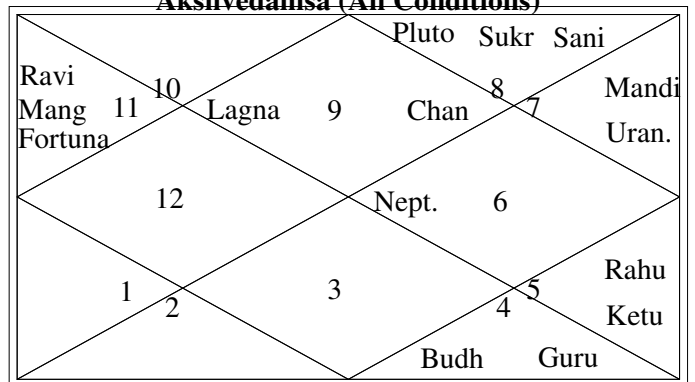 Akshvedamsa (All Conditions)
Pluto Sukr Sani
Ravi 10 8 Mandi
Mang 11 Lagna 9 Chan 7
Fortuna Uran.
12 Nept. 6
1 3 5 Rahu
2 4 Ketu
Budh Guru